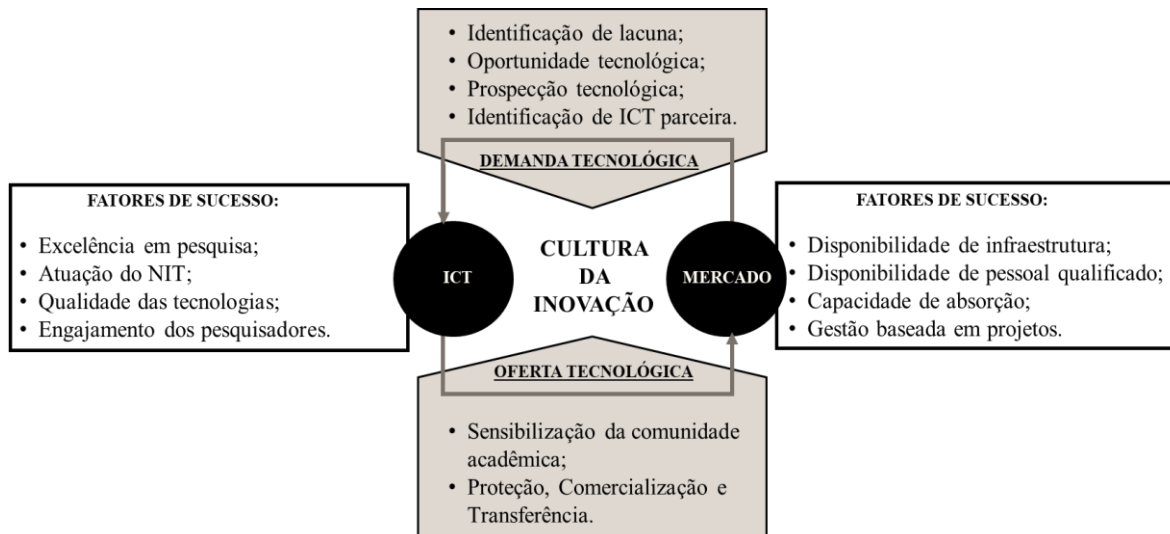 • Identificação de lacuna;
• Oportunidade tecnológica;
• Prospecção tecnológica;
• Identificação de ICT parceira.
DEMANDA TECNOLÓGICA
FATORES DE SUCESSO:
• Excelência em pesquisa;
• Atuação do NIT;
• Qualidade das tecnologias;
• Engajamento dos pesquisadores.
ICT
CULTURA
DA
INOVAÇÃO
MERCADO
FATORES DE SUCESSO:
• Disponibilidade de infraestrutura;
• Disponibilidade de pessoal qualificado;
• Capacidade de absorção;
• Gestão baseada em projetos.
OFERTA TECNOLÓGICA
• Sensibilização da comunidade
acadêmica;
• Proteção, Comercialização e
Transferência.